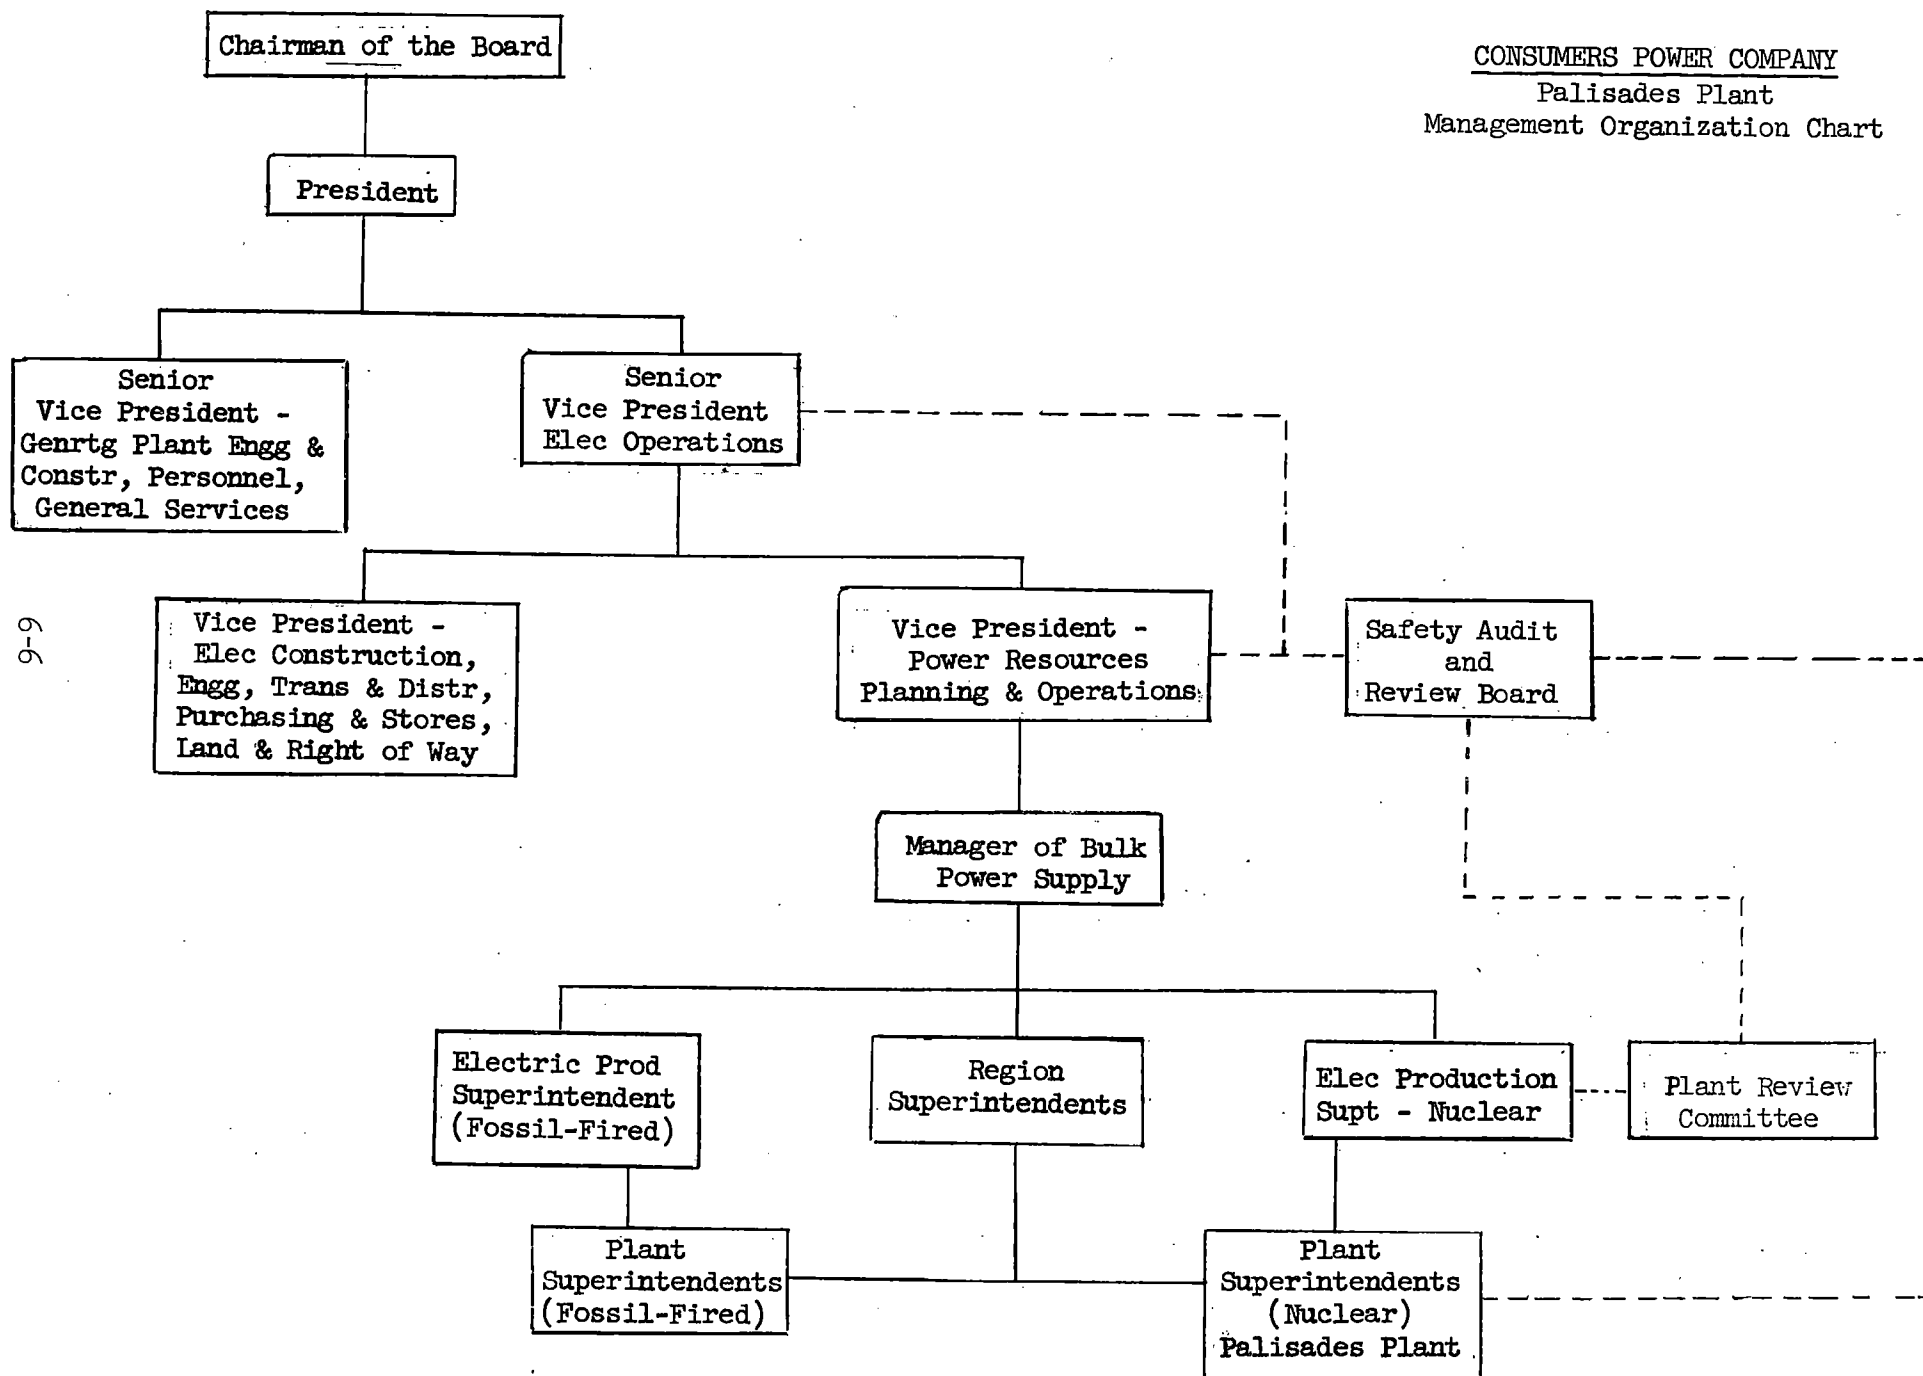 Chairman of the Board
CONSUMERS POWER COMPANY
Palisades Plant
Management Organization Chart
President
Senior
Vice President -
Genrtg Plant Engg &
Constr, Personnel,
General Services
Senior
Vice President
Elec Operations
Vice President -
Elec Construction,
Engg, Trans & Distr,
Purchasing & Stores,
Land & Right of Way
Vice President -
Power Resources
Planning & Operations
Safety Audit
and
Review Board
6-6
Manager of Bulk
Power Supply
Electric Prod
Superintendent
(Fossil-Fired)
Region
Superintendents
Elec Production
Supt - Nuclear
Plant Review
Committee
Plant
Superintendents
(Fossil-Fired)
Plant
Superintendents
(Nuclear)
Palisades Plant